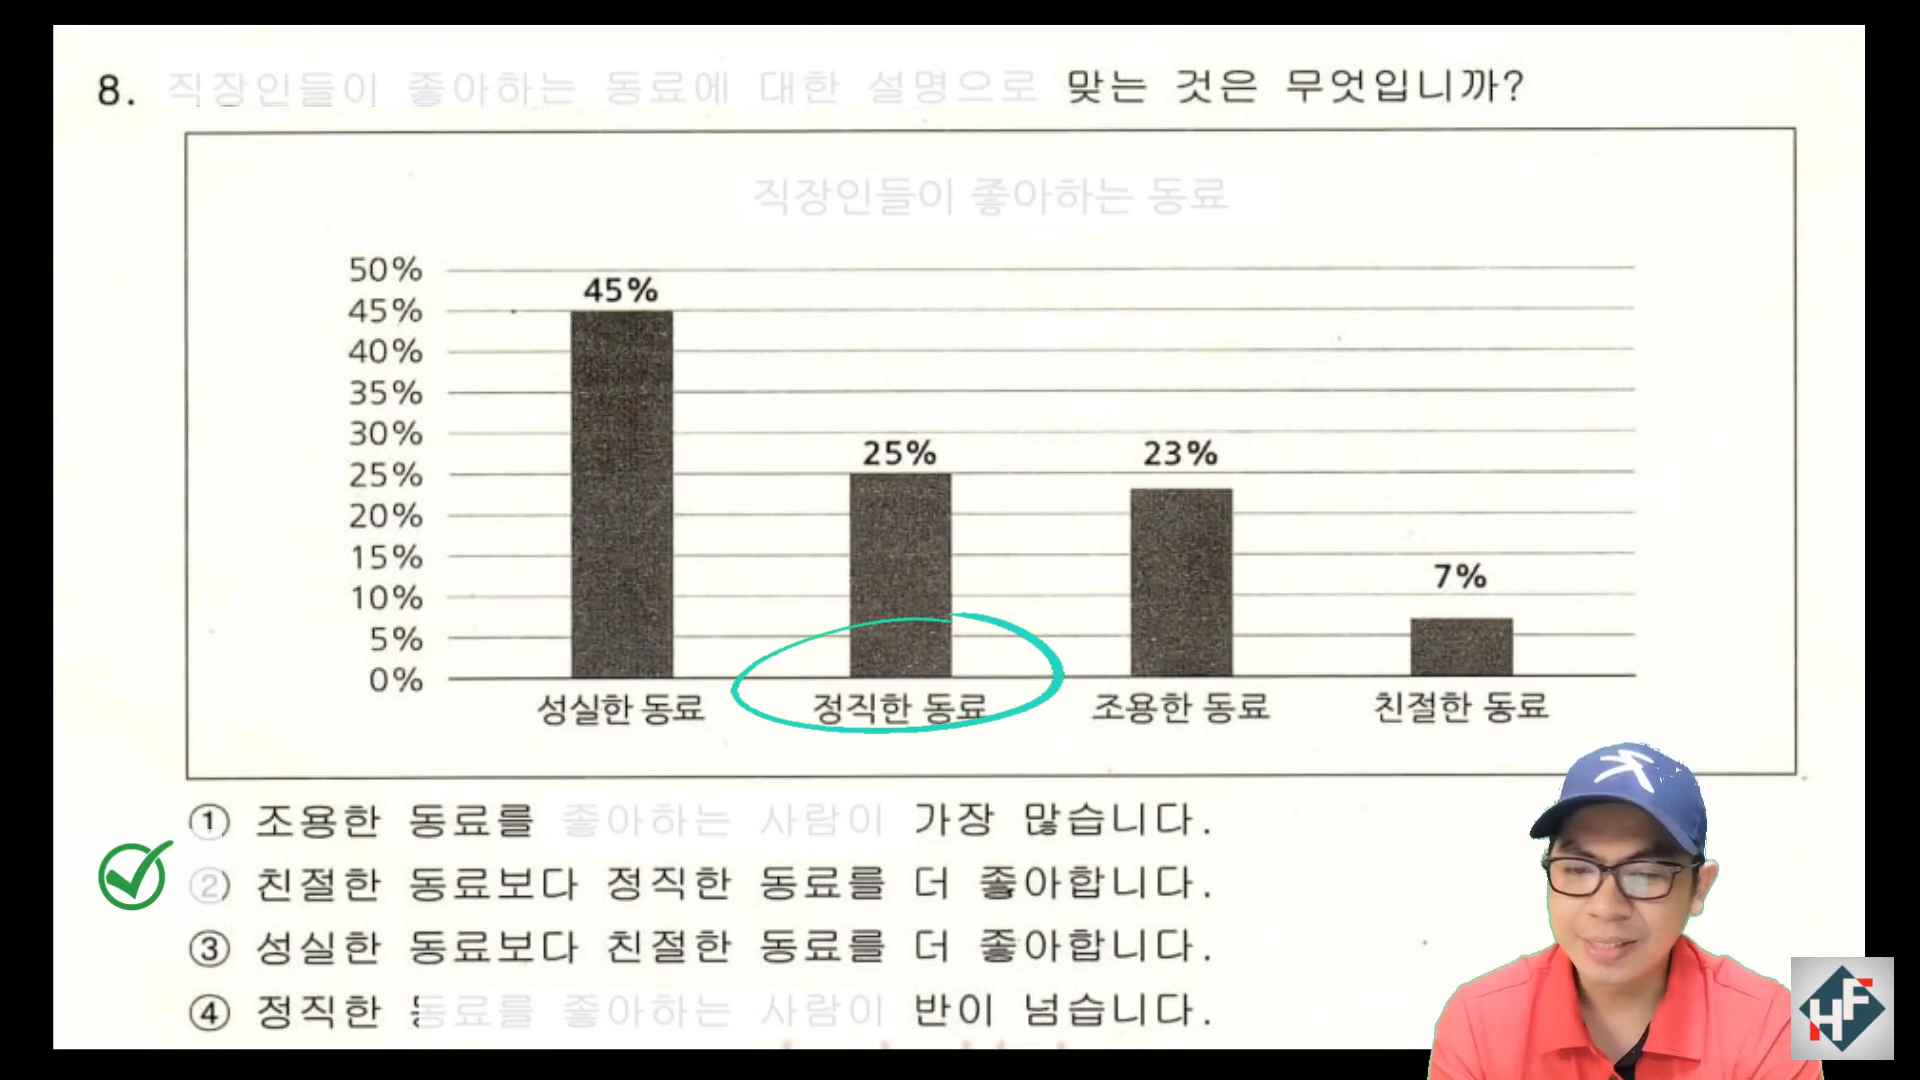 8. 직장인들이 좋아하는 동료에 대한 설명으로 맞는 것은 무엇입니까?
직장인들이 좋아하는 동료
50%
45%
40%
35%
30%
25%
20%
15%
10%
5%
0%
45%
25%
23%
7%
성실한 동료
정직한 동료
조용한 동료
친절한 동료
① 조용한 동료를 좋아하는 사람이 가장 많습니다.
② 친절한 동료보다 정직한 동료를 더 좋아합니다.
③ 성실한 동료보다 친절한 동료를 더 좋아합니다.
④ 정직한 동료를 좋아하는 사람이 반이 넘습니다.
HF